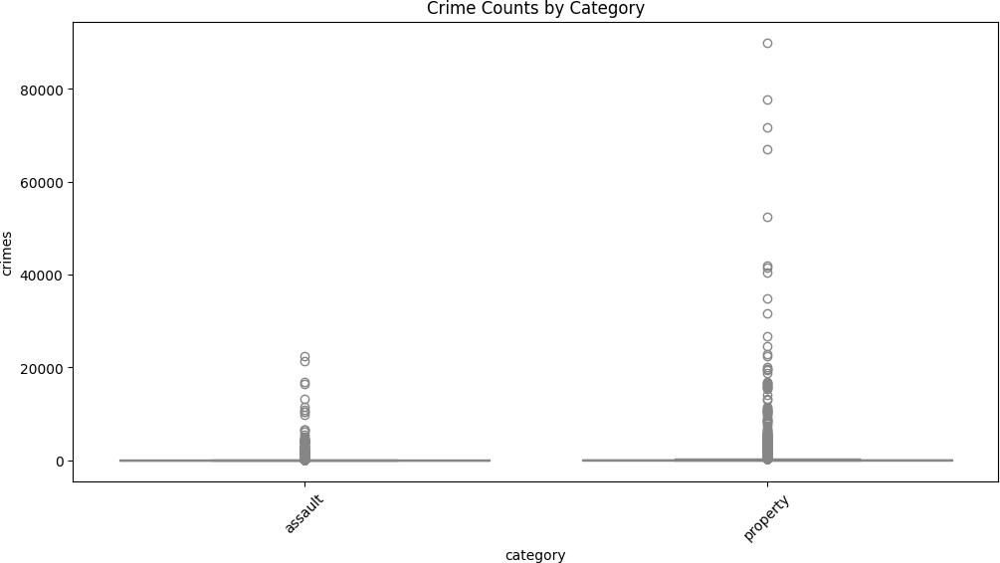 Crime Counts by Category
crimes
80000
60000
40000
20000
0
assault
property
category